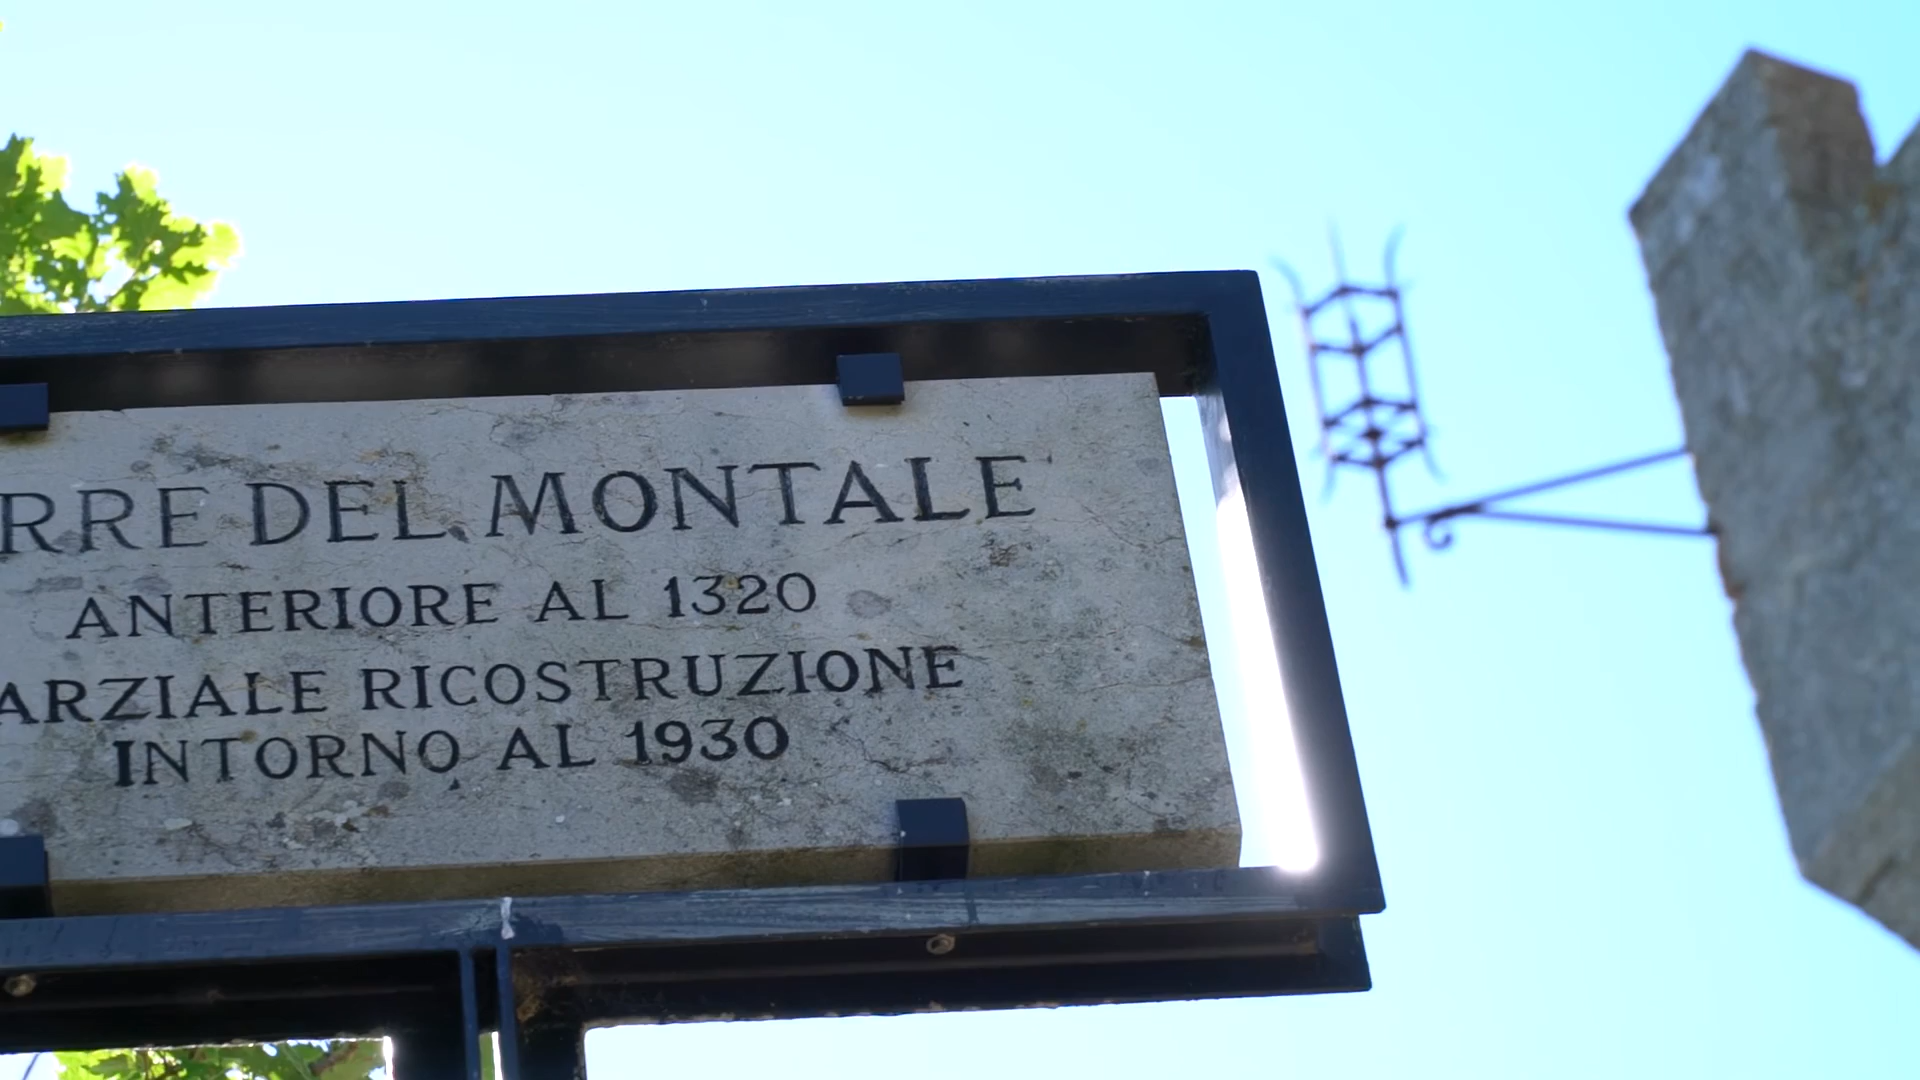 RRE DEL MONTALE
ANTERIORE AL 1320
ARZIALE RICOSTRUZIONE
INTORNO AL 1930